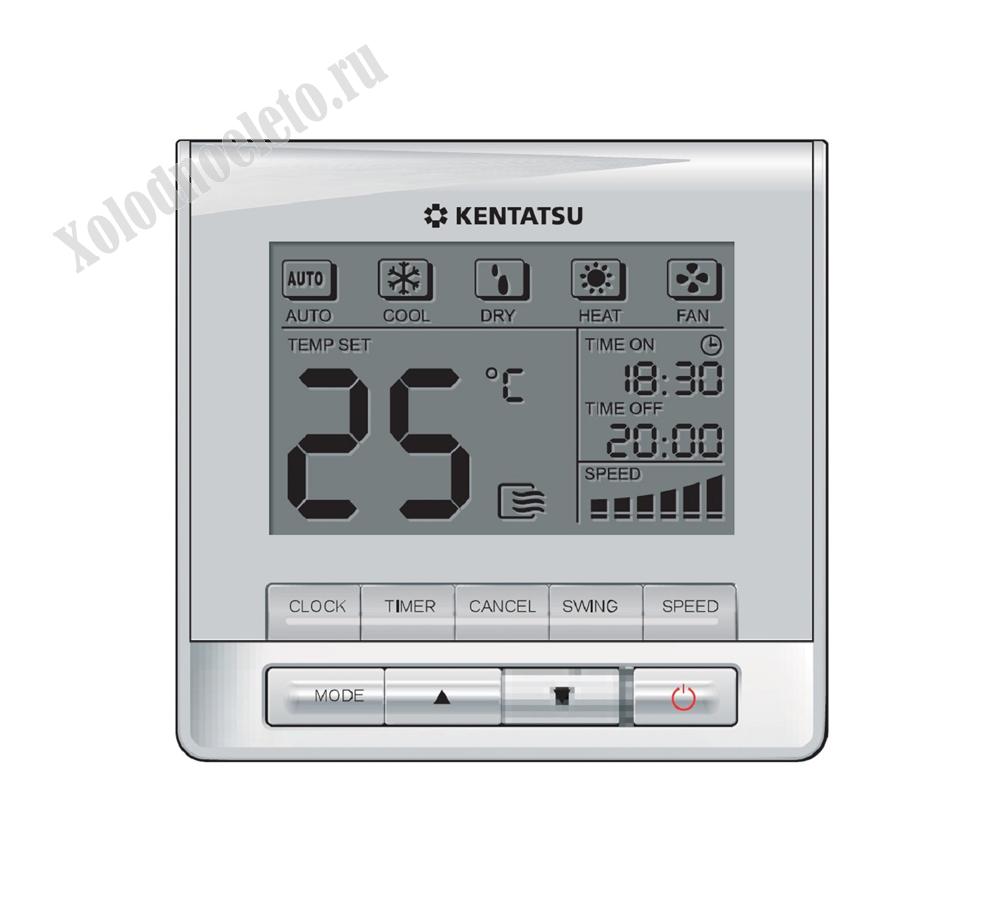 Xolodnoeleto.ru
KENTATSU
AUTO
AUTO COOL DRY HEAT FAN
TEMP SET
25 °C
TIME ON
18:30
TIME OFF
20:00
SPEED
CLOCK TIMER CANCEL SWING SPEED
MODE